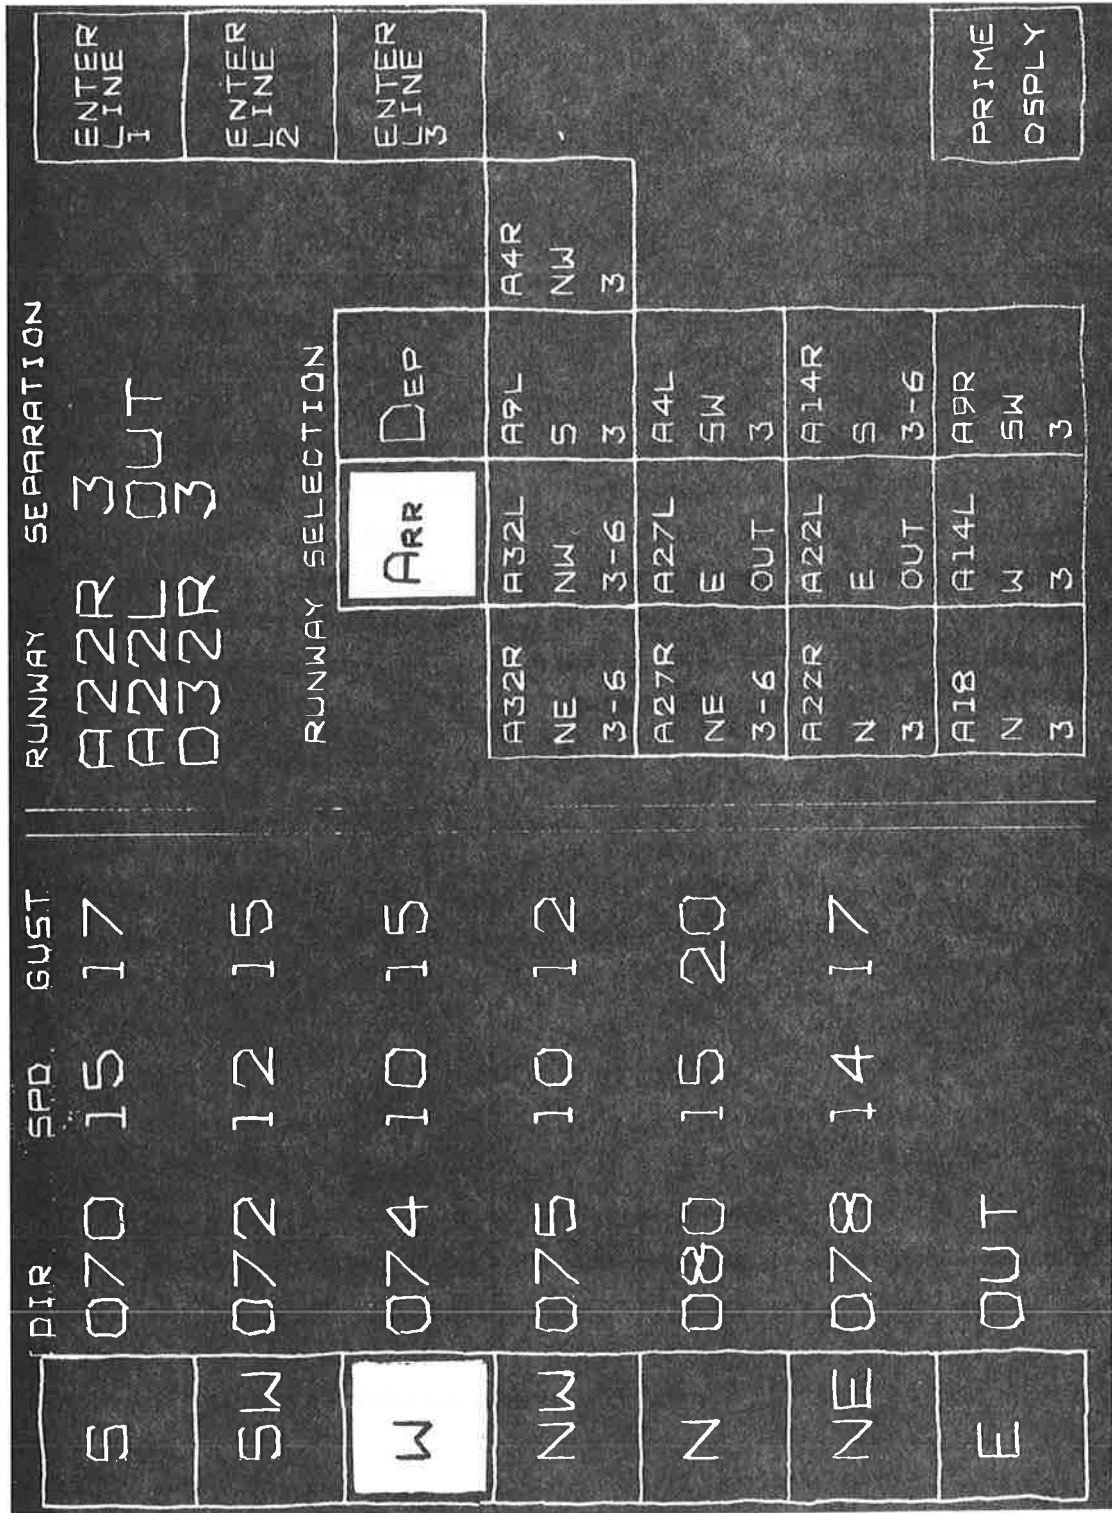 DIR SPD GUST
S 070 15 17
SW 072 12 15
W 074 10 15
NW 075 10 12
N 080 15 20
NE 078 14 17
E OUT
RUNWAY SEPARATION
A22R 3
A22L OUT
D32R 3
ENTER
LINE
1
ENTER
LINE
2
ENTER
LINE
3
RUNWAY SELECTION
ARR DEP
A32R A32L A9L A4R
NE NW S NW
3-6 3-6 3 3
A27R A27L A4L
NE E SW
3-6 OUT 3
A22R A22L A14R
N E S
3 OUT 3-6
A18 A14L A9R
N W SW
3 3 3
PRIME
DSPLY